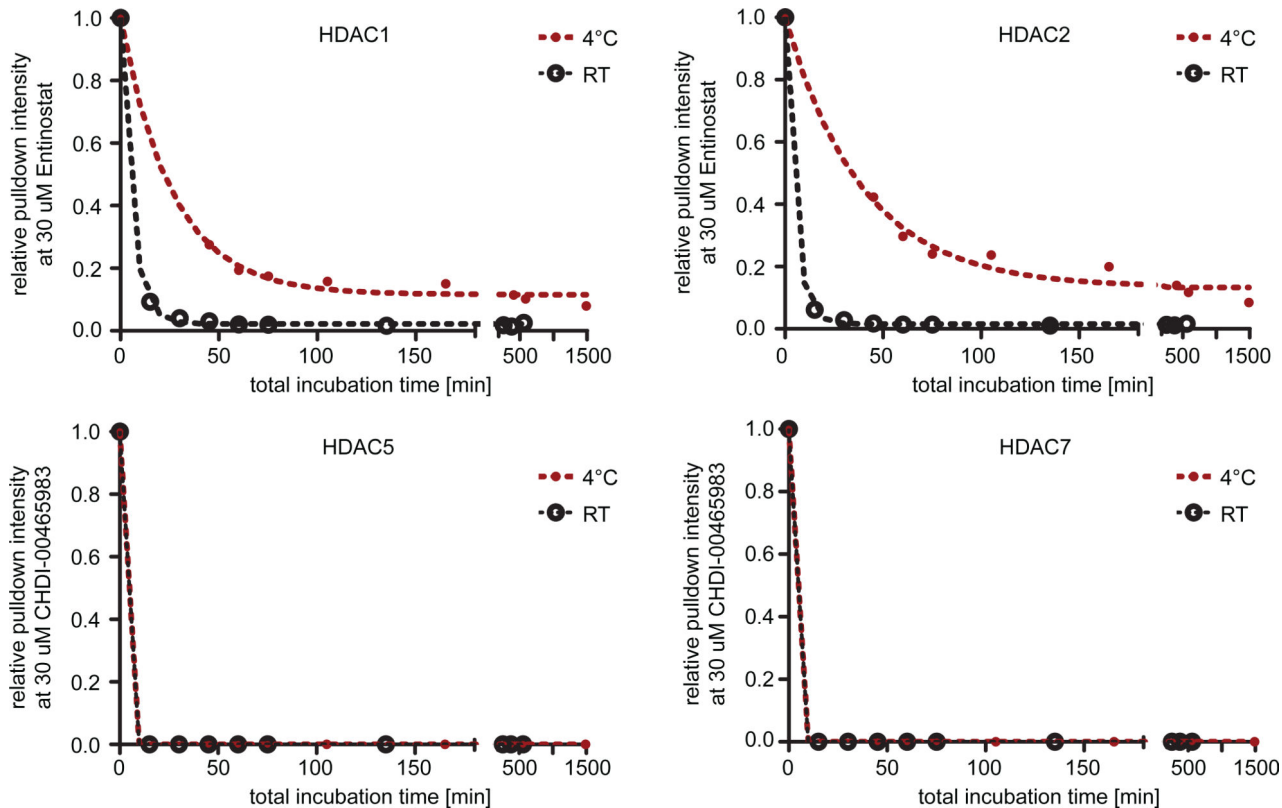 HDAC1
4°C
RT
relative pulldown intensity
at 30 uM Entinostat
1.0
0.8
0.6
0.4
0.2
0.0
0 50 100 150 500 1500
total incubation time [min]
HDAC2
4°C
RT
relative pulldown intensity
at 30 uM Entinostat
1.0
0.8
0.6
0.4
0.2
0.0
0 50 100 150 500 1500
total incubation time [min]
HDAC5
4°C
RT
relative pulldown intensity
at 30 uM CHDI-00465983
1.0
0.8
0.6
0.4
0.2
0.0
0 50 100 150 500 1500
total incubation time [min]
HDAC7
4°C
RT
relative pulldown intensity
at 30 uM CHDI-00465983
1.0
0.8
0.6
0.4
0.2
0.0
0 50 100 150 500 1500
total incubation time [min]